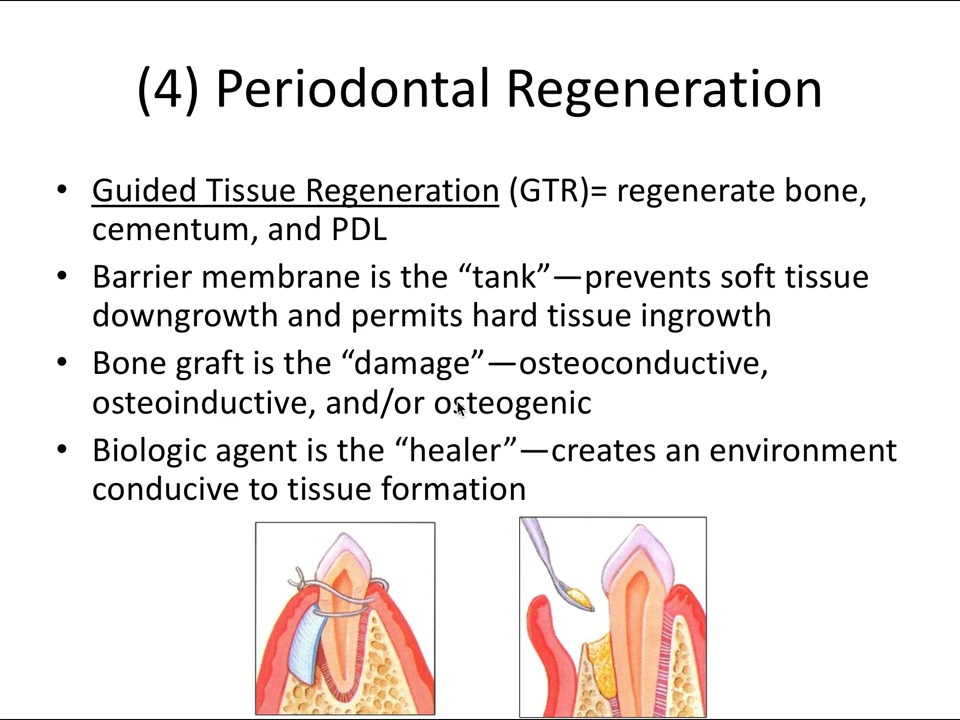 (4) Periodontal Regeneration
• Guided Tissue Regeneration (GTR)= regenerate bone,
cementum, and PDL
• Barrier membrane is the “tank”—prevents soft tissue
downgrowth and permits hard tissue ingrowth
• Bone graft is the “damage”—osteoconductive,
osteoinductive, and/or osteogenic
• Biologic agent is the “healer”—creates an environment
conducive to tissue formation